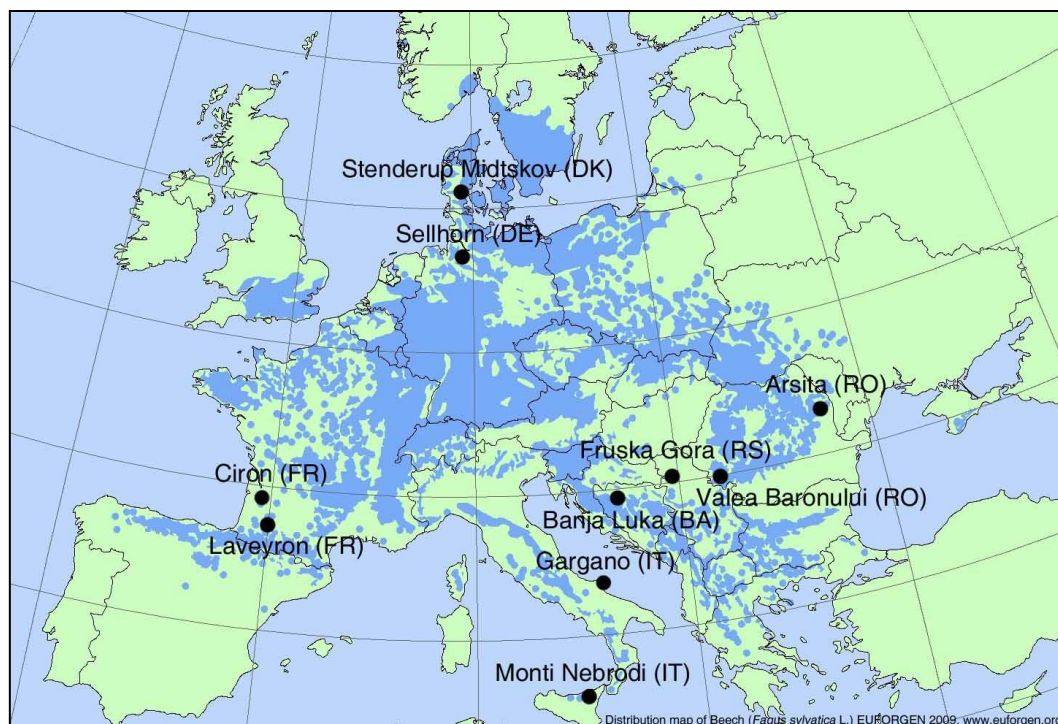 Stenderup Midtskov (DK)
Sellhorn (DE)
Arsita (RO)
Fruska Gora (RS)
Ciron (FR)
Valea Baronului (RO)
Banja Luka (BA)
Laveyron (FR)
Gargano (IT)
Monti Nebrodi (IT)
Distribution map of Beech (Fagus sylvatica L.) EUFORGEN 2009, www.euforgen.org